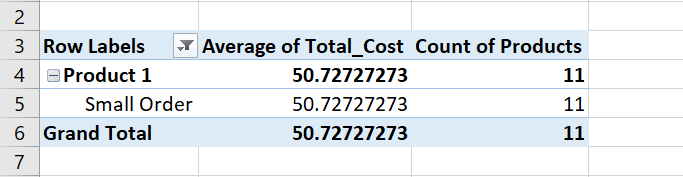 2
3 Row Labels Average of Total_Cost Count of Products
4 Product 1 50.72727273 11
5 Small Order 50.72727273 11
6 Grand Total 50.72727273 11
7